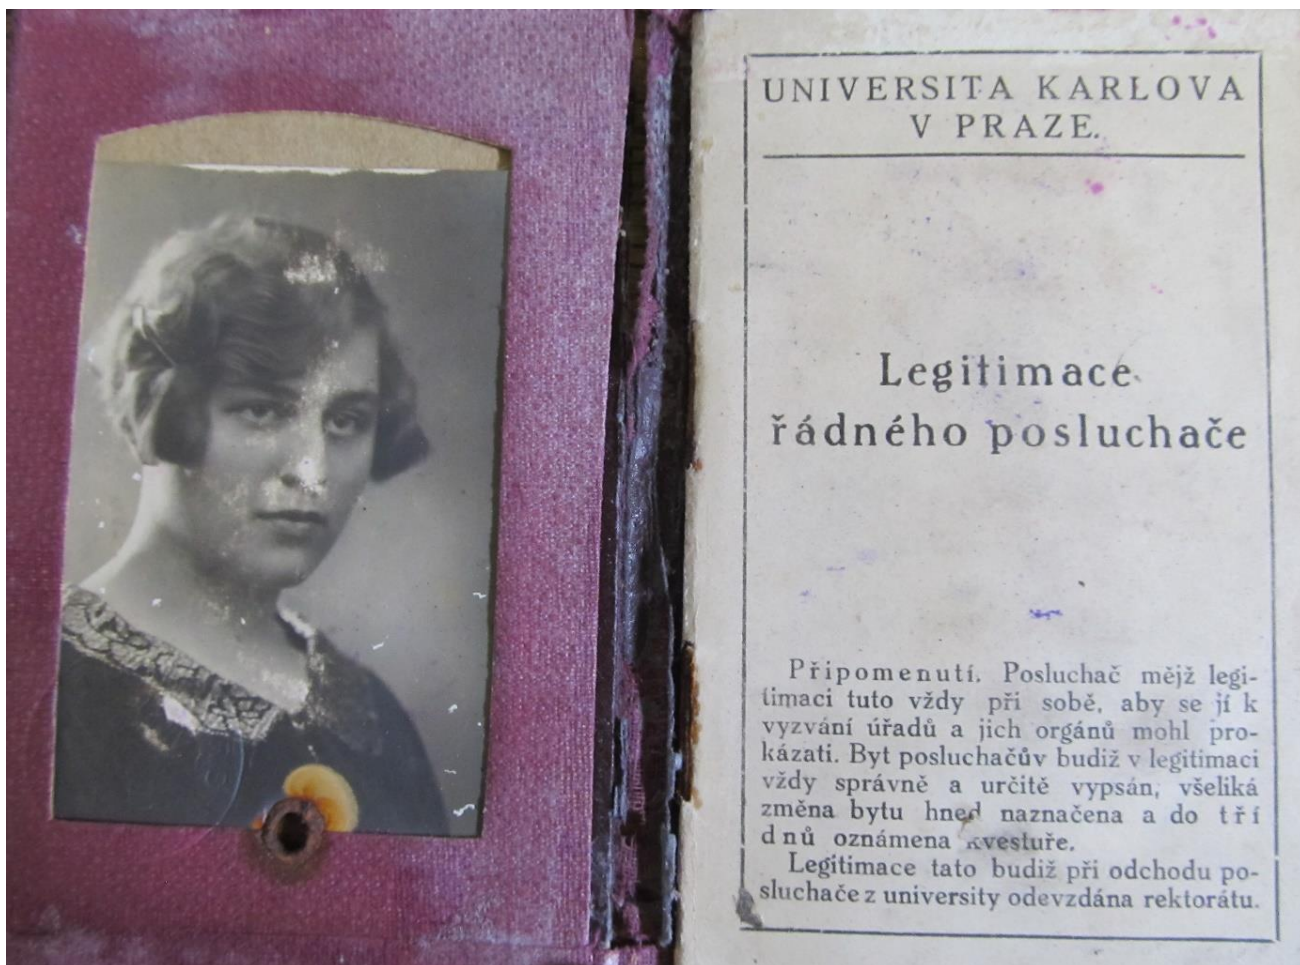 UNIVERSITA KARLOVA
V PRAZE.
Legitimace
řádného posluchače
Připomenutí. Posluchač mějž legi-
timaci tuto vždy při sobě, aby se jí k
vyzvání úřadů a jich orgánů mohl pro-
kázati. Byt posluchačův budiž v legitimaci
vždy správně a určitě vypsán, všeliká
změna bytu hned naznačena a do tří
dnů oznámena kvestuře.
Legitimace tato budiž při odchodu po-
sluchače z university odevzdána rektorátu.